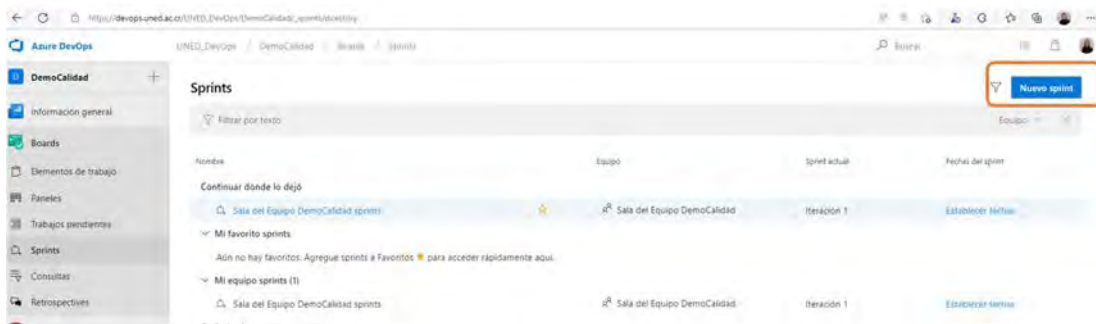 https://devops.uned.ac.cr/UNED_DevOps/DemoCalidad/_sprints/directory
Azure DevOps
UNED_DevOps / DemoCalidad / Boards / Sprints
Buscar
D DemoCalidad
Sprints
Nuevo sprint
Información general
Filtrar por texto
Equipo
Boards
Nombre Equipo Sprint actual Fechas del sprint
Elementos de trabajo
Continuar donde lo dejó
Paneles
Sala del Equipo DemoCalidad sprints Sala del Equipo DemoCalidad Iteración 1 Establecer fechas
Trabajos pendientes
Mi favorito sprints
Sprints
Aún no hay favoritos. Agregue sprints a Favoritos para acceder rápidamente aquí.
Consultas
Mi equipo sprints (1)
Retrospectives
Sala del Equipo DemoCalidad sprints Sala del Equipo DemoCalidad Iteración 1 Establecer fechas